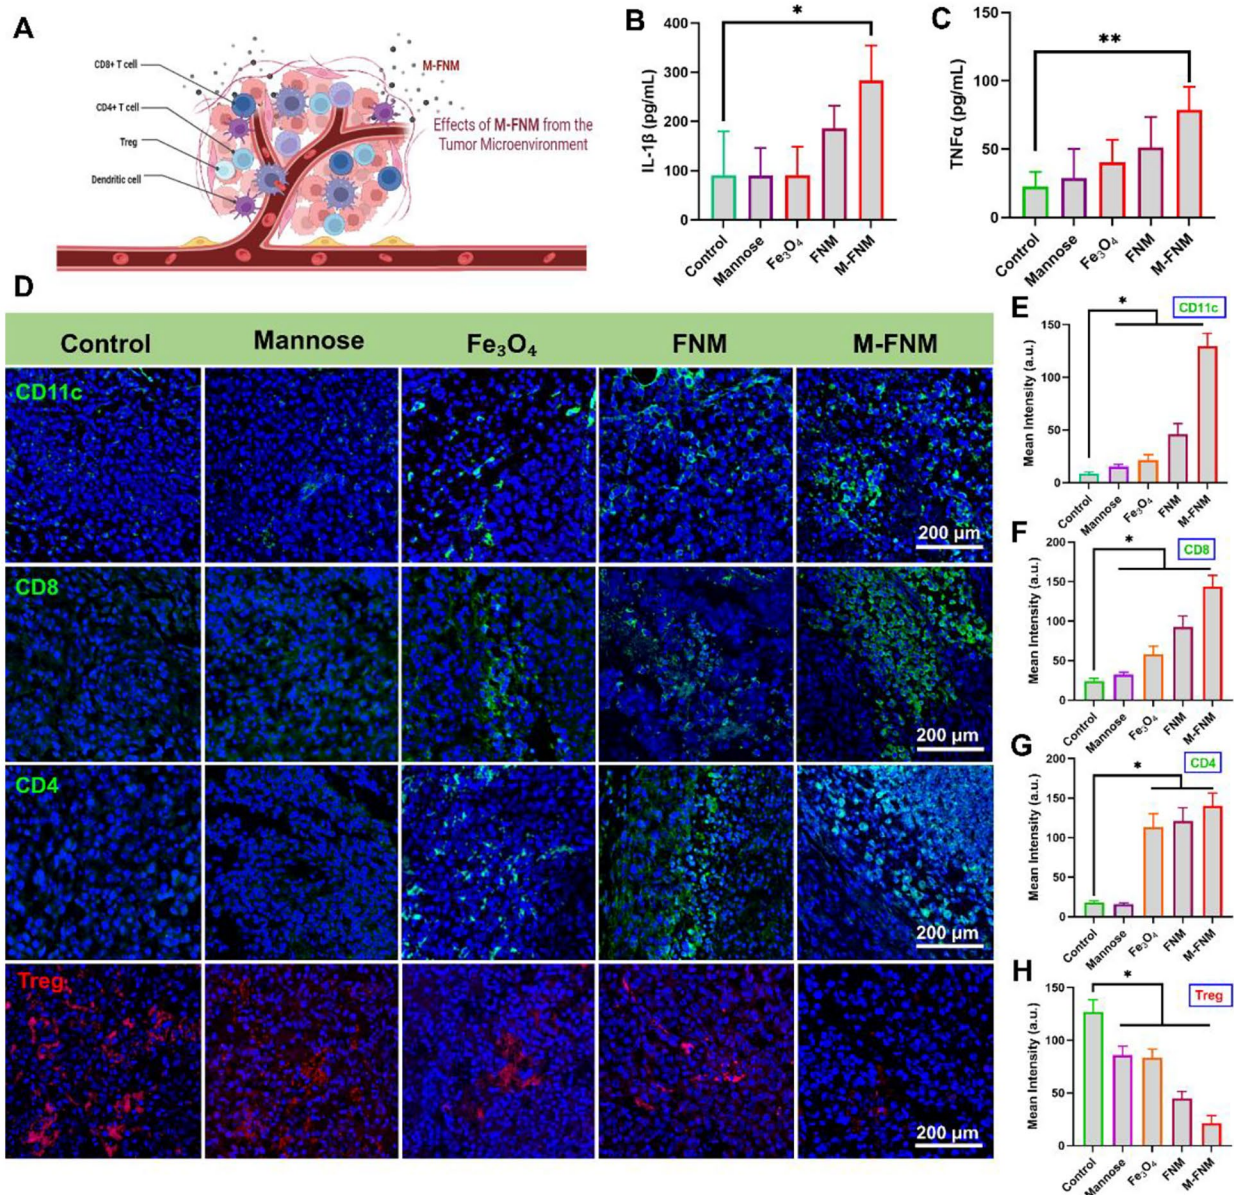 A
CD8+ T cell
CD4+ T cell
Treg
Dendritic cell
M-FNM
Effects of M-FNM from the
Tumor Microenvironment
B
*
IL-1β (pg/mL)
400
300
200
100
0
Control
Mannose
Fe₃O₄
FNM
M-FNM
C
**
TNFα (pg/mL)
150
100
50
0
Control
Mannose
Fe₃O₄
FNM
M-FNM
D
Control Mannose Fe₃O₄ FNM M-FNM
CD11c
200 µm
CD8
200 µm
CD4
200 µm
Treg
200 µm
E
*
CD11c
Mean Intensity (a.u.)
150
100
50
0
Control
Mannose
Fe₃O₄
FNM
M-FNM
F
*
CD8
Mean Intensity (a.u.)
200
150
100
50
0
Control
Mannose
Fe₃O₄
FNM
M-FNM
G
*
CD4
Mean Intensity (a.u.)
200
150
100
50
0
Control
Mannose
Fe₃O₄
FNM
M-FNM
H
*
Treg
Mean Intensity (a.u.)
150
100
50
0
Control
Mannose
Fe₃O₄
FNM
M-FNM